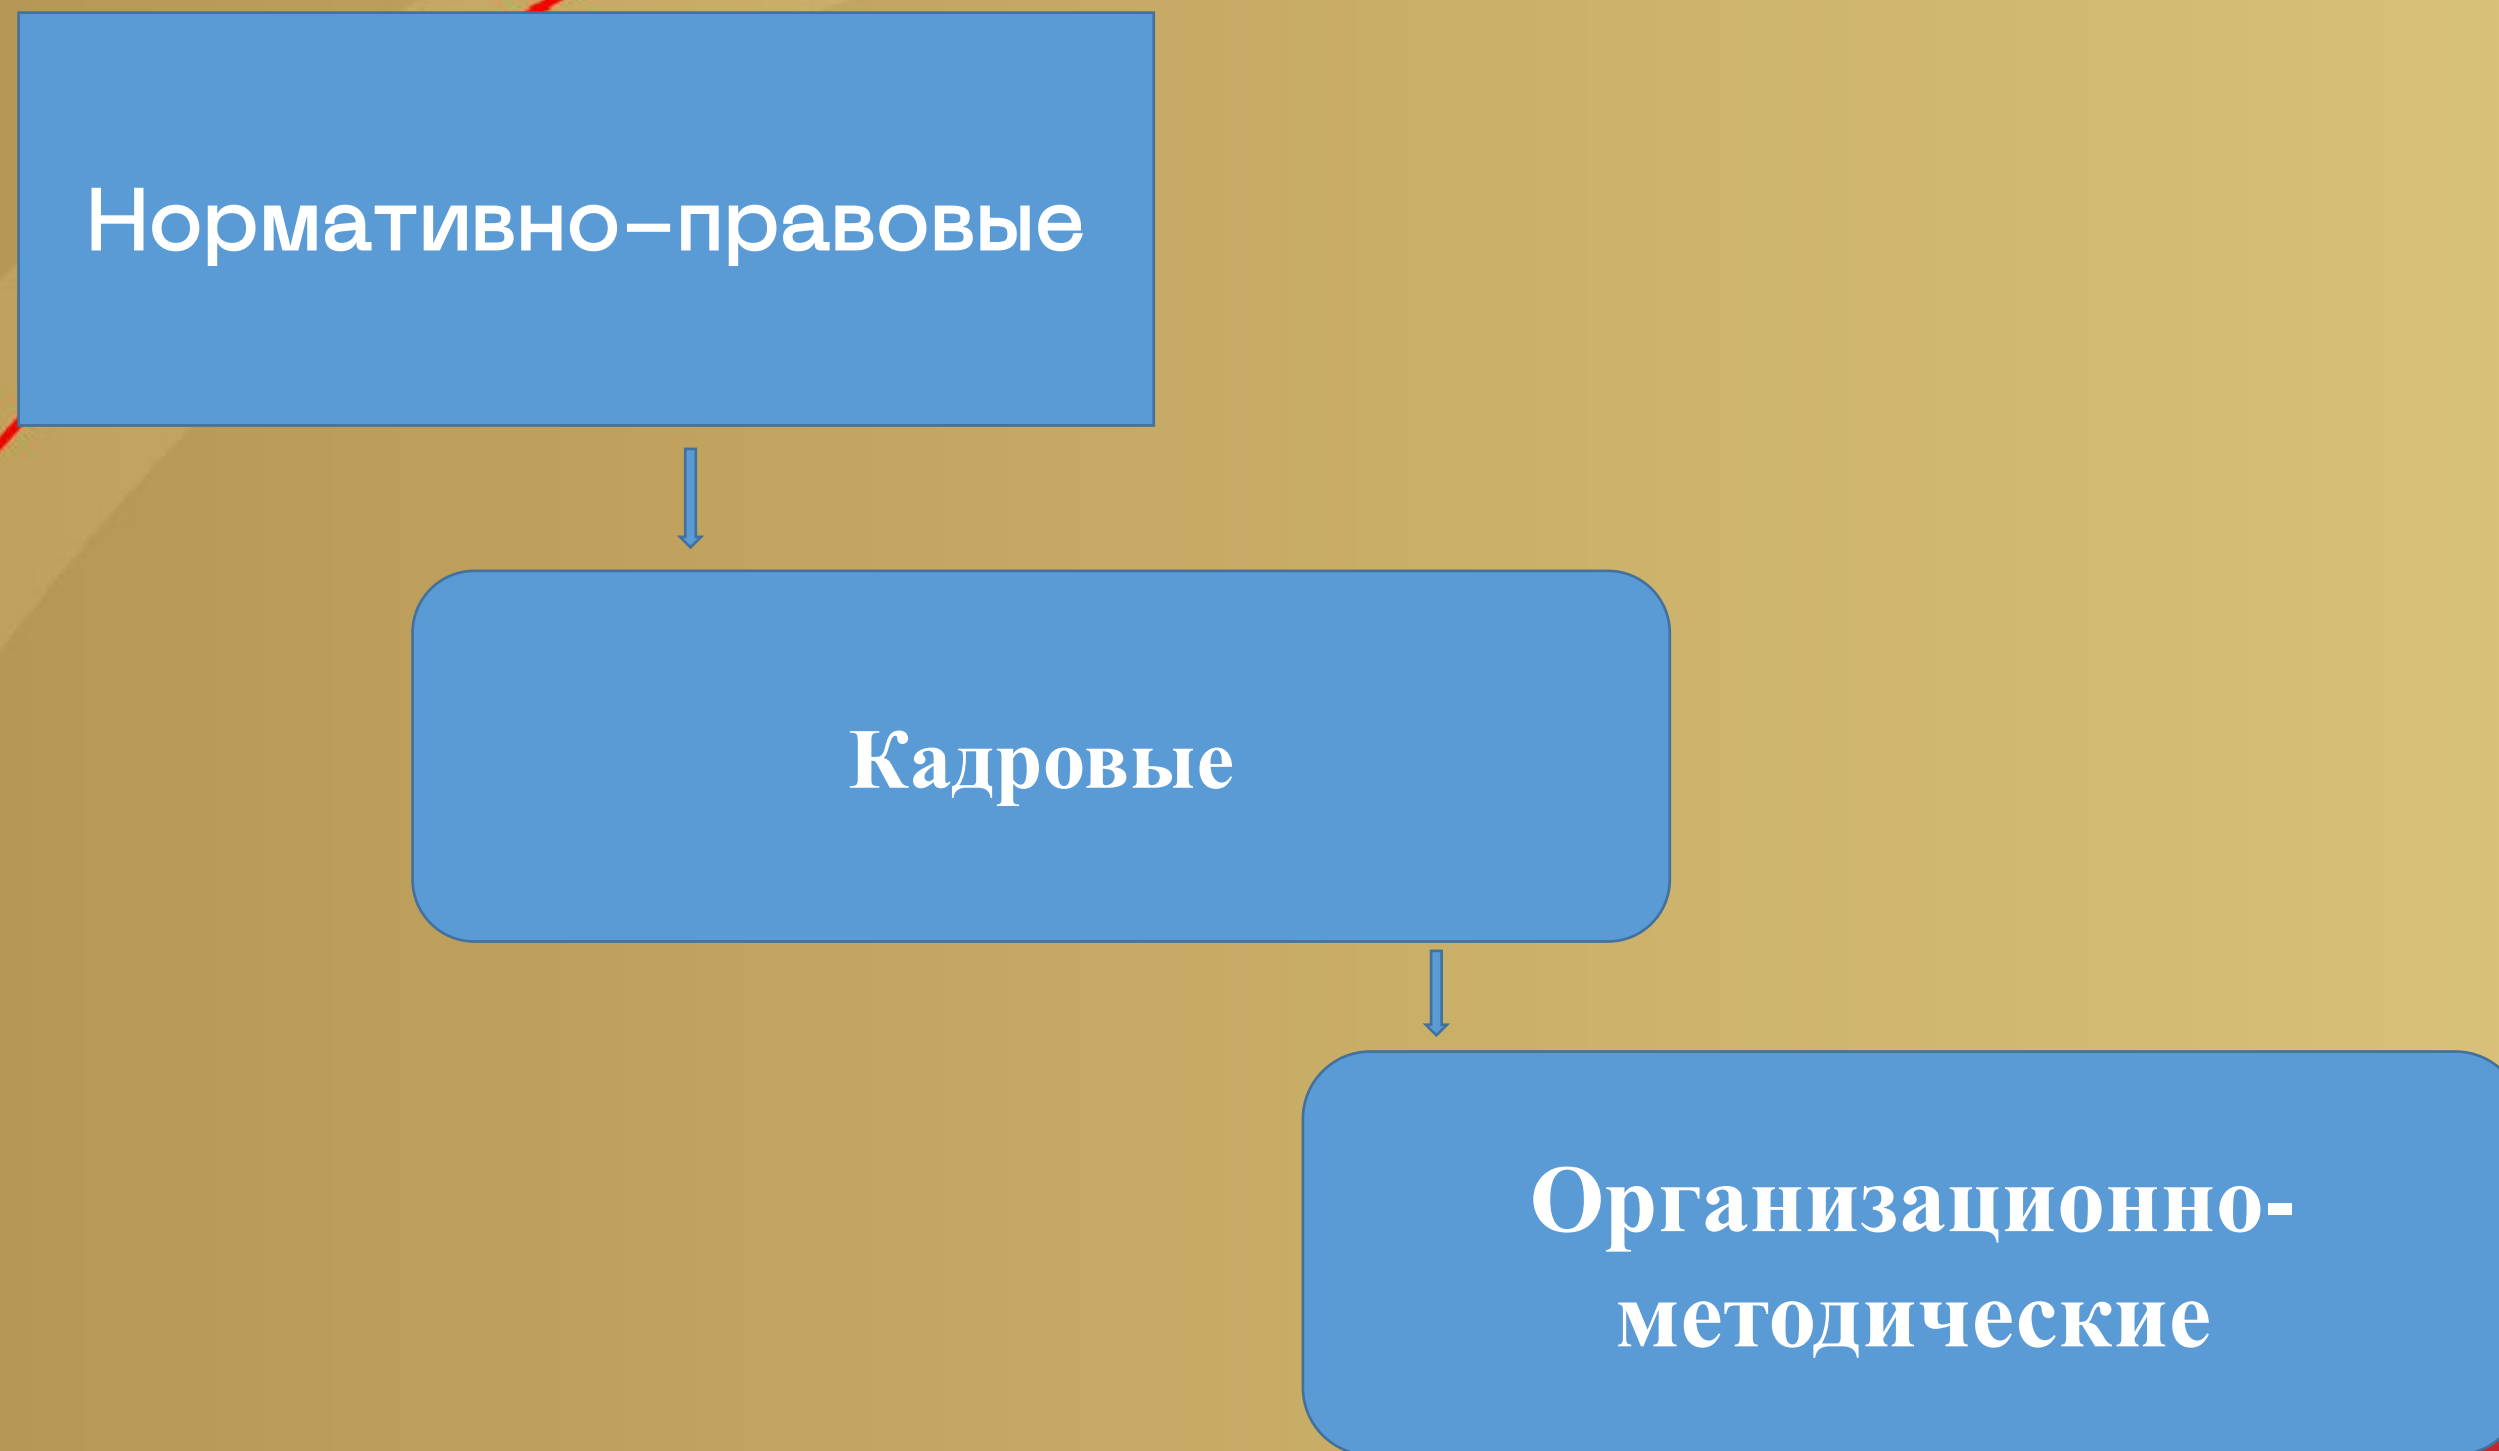 Нормативно–правовые
Кадровые
Организационно-
методические